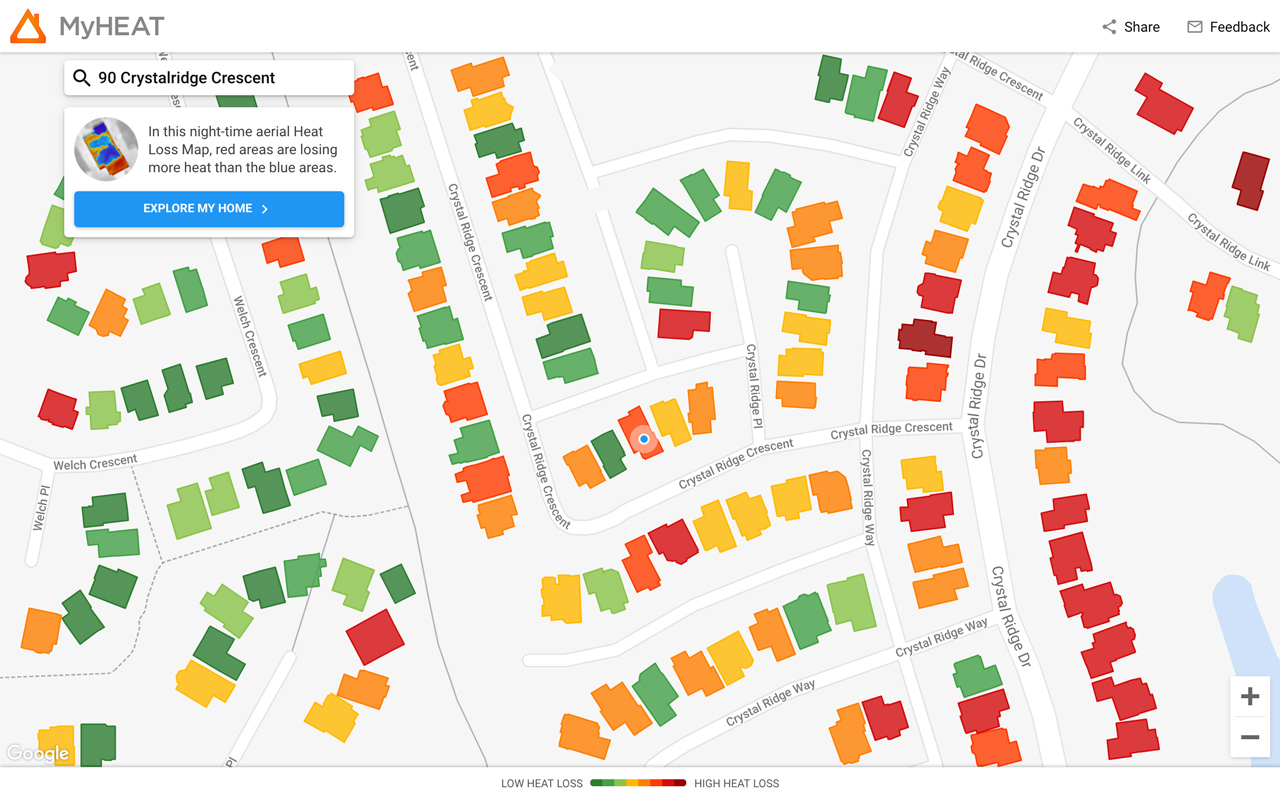 MyHEAT
Share
Feedback
90 Crystalridge Crescent
In this night-time aerial Heat
Loss Map, red areas are losing
more heat than the blue areas.
EXPLORE MY HOME
Crystal Ridge Crescent
Crystal Ridge Way
Crystal Ridge Link
Crystal Ridge Dr
Crystal Ridge Link
Crystal Ridge Crescent
Welch Crescent
Crystal Ridge Pl
Crystal Ridge Dr
Crystal Ridge Crescent
Crystal Ridge Crescent
Crystal Ridge Crescent
Welch Crescent
Welch Pl
Crystal Ridge Way
Crystal Ridge Dr
Crystal Ridge Way
Crystal Ridge Way
Pl
Google
+
−
LOW HEAT LOSS
HIGH HEAT LOSS